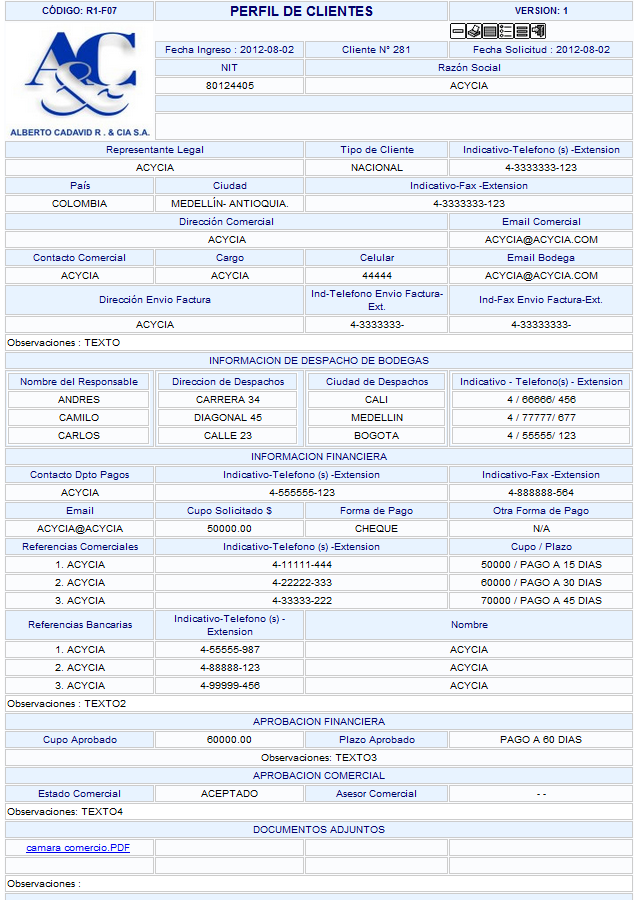 CÓDIGO: R1-F07 PERFIL DE CLIENTES VERSION: 1
A&C
ALBERTO CADAVID R . & CIA S.A.
Fecha Ingreso : 2012-08-02 Cliente N° 281 Fecha Solicitud : 2012-08-02
NIT Razón Social
80124405 ACYCIA
Representante Legal Tipo de Cliente Indicativo-Telefono (s) -Extension
ACYCIA NACIONAL 4-3333333-123
País Ciudad Indicativo-Fax -Extension
COLOMBIA MEDELLÍN- ANTIOQUIA. 4-3333333-123
Dirección Comercial Email Comercial
ACYCIA ACYCIA@ACYCIA.COM
Contacto Comercial Cargo Celular Email Bodega
ACYCIA ACYCIA 44444 ACYCIA@ACYCIA.COM
Dirección Envio Factura Ind-Telefono Envio Factura-
Ext. Ind-Fax Envio Factura-Ext.
ACYCIA 4-3333333- 4-33333333-
Observaciones : TEXTO
INFORMACION DE DESPACHO DE BODEGAS
Nombre del Responsable Direccion de Despachos Ciudad de Despachos Indicativo - Telefono(s) - Extension
ANDRES CARRERA 34 CALI 4 / 66666/ 456
CAMILO DIAGONAL 45 MEDELLIN 4 / 77777/ 677
CARLOS CALLE 23 BOGOTA 4 / 55555/ 123
INFORMACION FINANCIERA
Contacto Dpto Pagos Indicativo-Telefono (s) -Extension Indicativo-Fax -Extension
ACYCIA 4-555555-123 4-888888-564
Email Cupo Solicitado $ Forma de Pago Otra Forma de Pago
ACYCIA@ACYCIA 50000.00 CHEQUE N/A
Referencias Comerciales Indicativo-Telefono (s) -Extension Cupo / Plazo
1. ACYCIA 4-11111-444 50000 / PAGO A 15 DIAS
2. ACYCIA 4-22222-333 60000 / PAGO A 30 DIAS
3. ACYCIA 4-33333-222 70000 / PAGO A 45 DIAS
Referencias Bancarias Indicativo-Telefono (s) -
Extension Nombre
1. ACYCIA 4-55555-987 ACYCIA
2. ACYCIA 4-88888-123 ACYCIA
3. ACYCIA 4-99999-456 ACYCIA
Observaciones : TEXTO2
APROBACION FINANCIERA
Cupo Aprobado 60000.00 Plazo Aprobado PAGO A 60 DIAS
Observaciones: TEXTO3
APROBACION COMERCIAL
Estado Comercial ACEPTADO Asesor Comercial - -
Observaciones: TEXTO4
DOCUMENTOS ADJUNTOS
camara comercio.PDF
Observaciones :